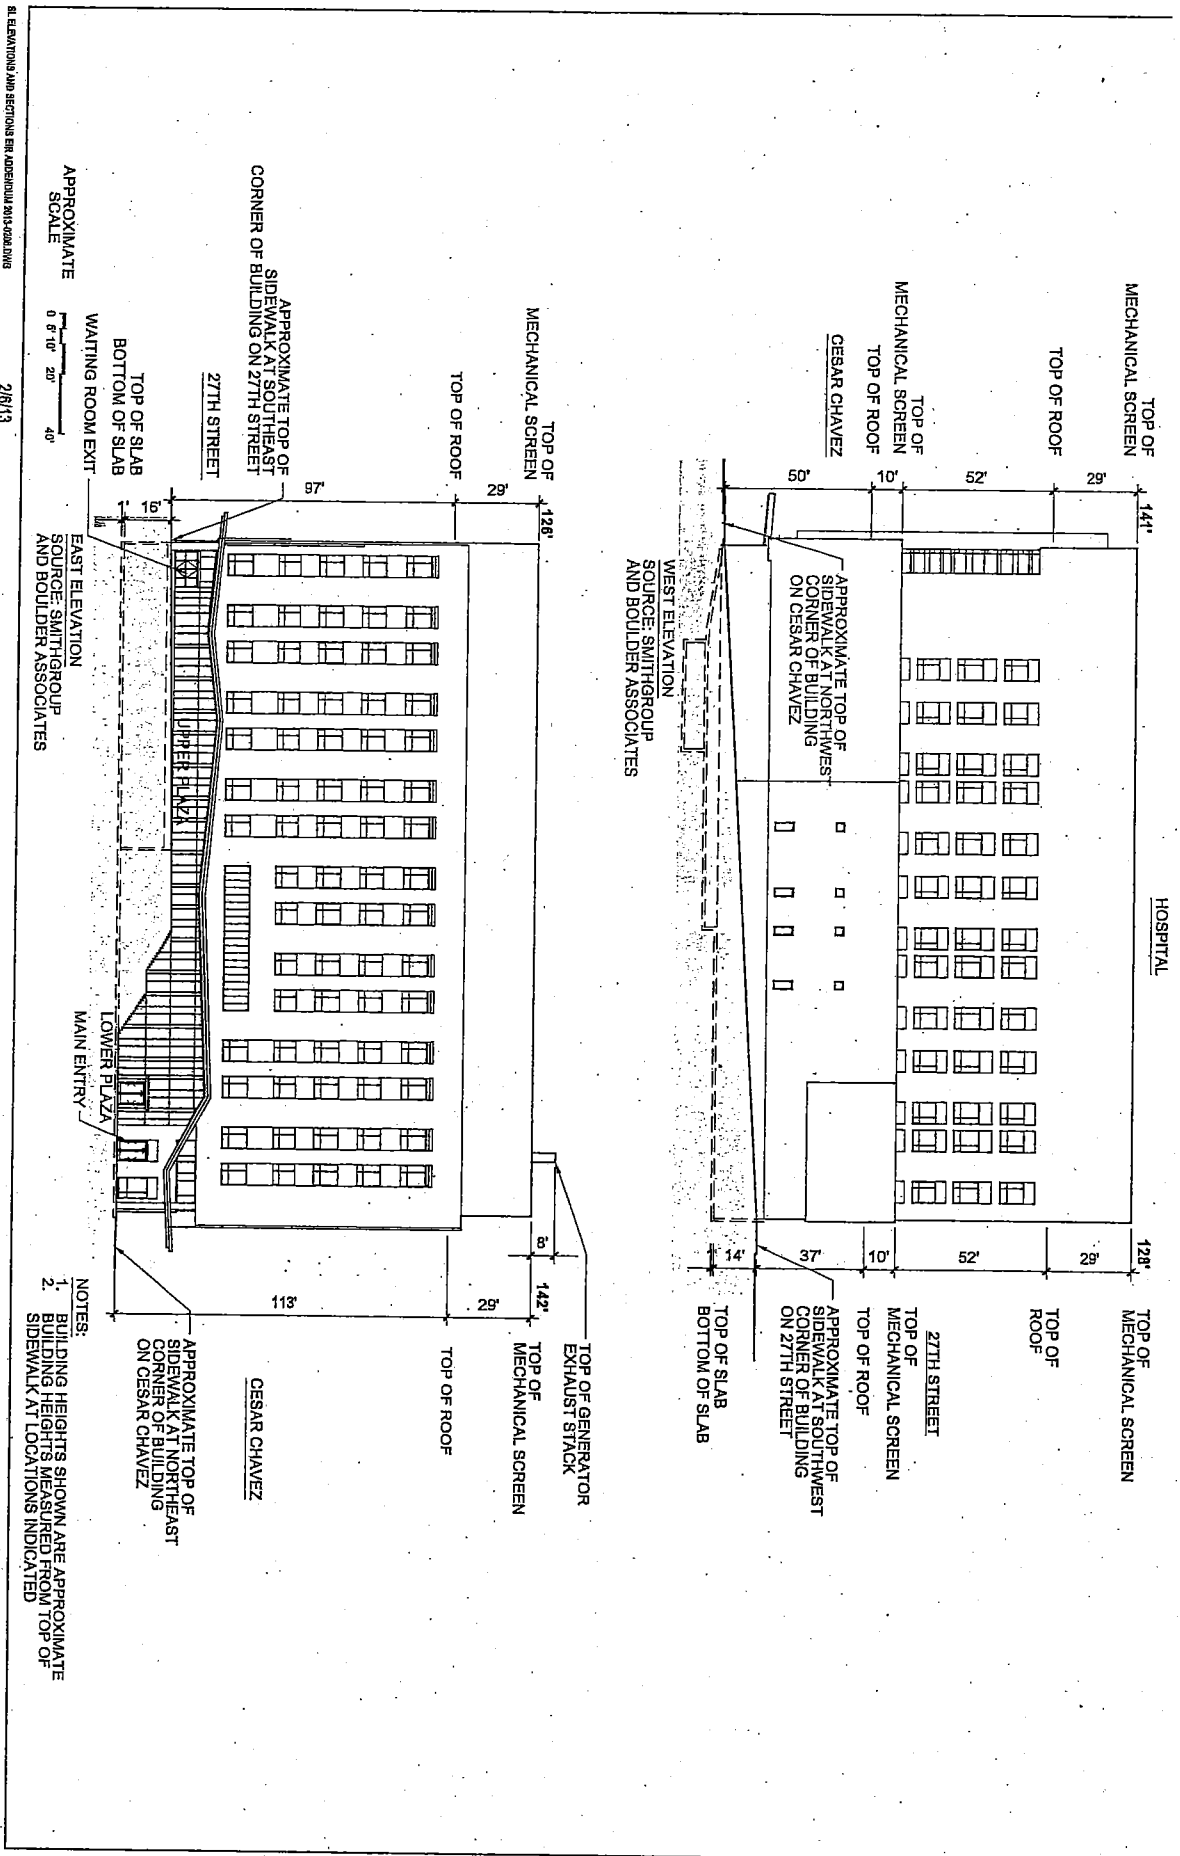 HOSPITAL
TOP OF
MECHANICAL SCREEN
TOP OF ROOF
TOP OF
MECHANICAL SCREEN
TOP OF ROOF
CESAR CHAVEZ
141'
29'
52'
10'
50'
APPROXIMATE TOP OF
SIDEWALK AT NORTHWEST
CORNER OF BUILDING
ON CESAR CHAVEZ
128'
29'
52'
10'
37'
14'
TOP OF
MECHANICAL SCREEN
TOP OF
ROOF
27TH STREET
TOP OF
MECHANICAL SCREEN
TOP OF ROOF
APPROXIMATE TOP OF
SIDEWALK AT SOUTHWEST
CORNER OF BUILDING
ON 27TH STREET
TOP OF SLAB
BOTTOM OF SLAB
WEST ELEVATION
SOURCE: SMITHGROUP
AND BOULDER ASSOCIATES
TOP OF
MECHANICAL SCREEN
TOP OF ROOF
27TH STREET
APPROXIMATE TOP OF
SIDEWALK AT SOUTHEAST
CORNER OF BUILDING ON 27TH STREET
TOP OF SLAB
BOTTOM OF SLAB
WAITING ROOM EXIT
126'
29'
97'
16'
1'
UPPER PLAZA
LOWER PLAZA
MAIN ENTRY
TOP OF GENERATOR
EXHAUST STACK
8'
142'
29'
113'
TOP OF
MECHANICAL SCREEN
TOP OF ROOF
CESAR CHAVEZ
APPROXIMATE TOP OF
SIDEWALK AT NORTHEAST
CORNER OF BUILDING
ON CESAR CHAVEZ
EAST ELEVATION
SOURCE: SMITHGROUP
AND BOULDER ASSOCIATES
APPROXIMATE
SCALE
0 5' 10' 20' 40'
NOTES:
1. BUILDING HEIGHTS SHOWN ARE APPROXIMATE
2. BUILDING HEIGHTS MEASURED FROM TOP OF
SIDEWALK AT LOCATIONS INDICATED
SL ELEVATIONS AND SECTIONS EIR ADDENDUM 2013-0206.DWG
2/6/13